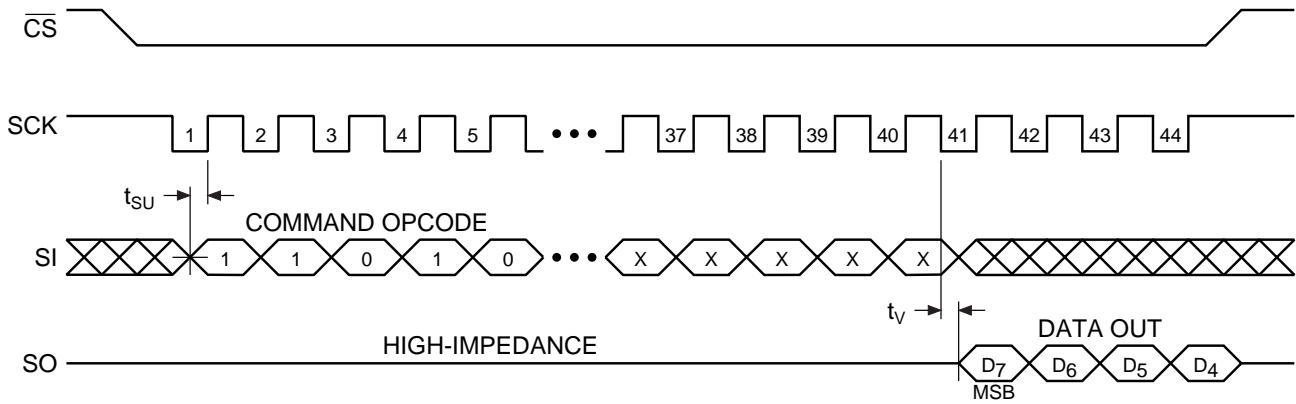 CS
SCK
1 2 3 4 5 ••• 37 38 39 40 41 42 43 44
tSU
COMMAND OPCODE
SI
1 1 0 1 0 ••• X X X X X
tV
DATA OUT
HIGH-IMPEDANCE
SO
D7 D6 D5 D4
MSB